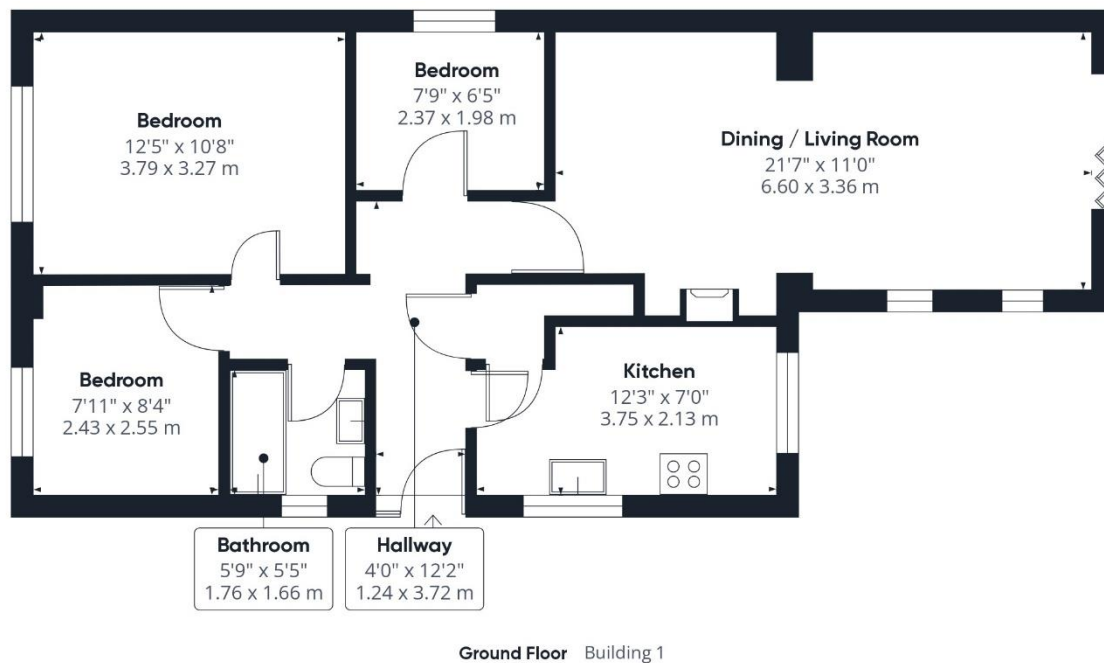 Bedroom
12'5" x 10'8"
3.79 x 3.27 m
Bedroom
7'9" x 6'5"
2.37 x 1.98 m
Dining / Living Room
21'7" x 11'0"
6.60 x 3.36 m
Bedroom
7'11" x 8'4"
2.43 x 2.55 m
Kitchen
12'3" x 7'0"
3.75 x 2.13 m
Bathroom
5'9" x 5'5"
1.76 x 1.66 m
Hallway
4'0" x 12'2"
1.24 x 3.72 m
Ground Floor Building 1